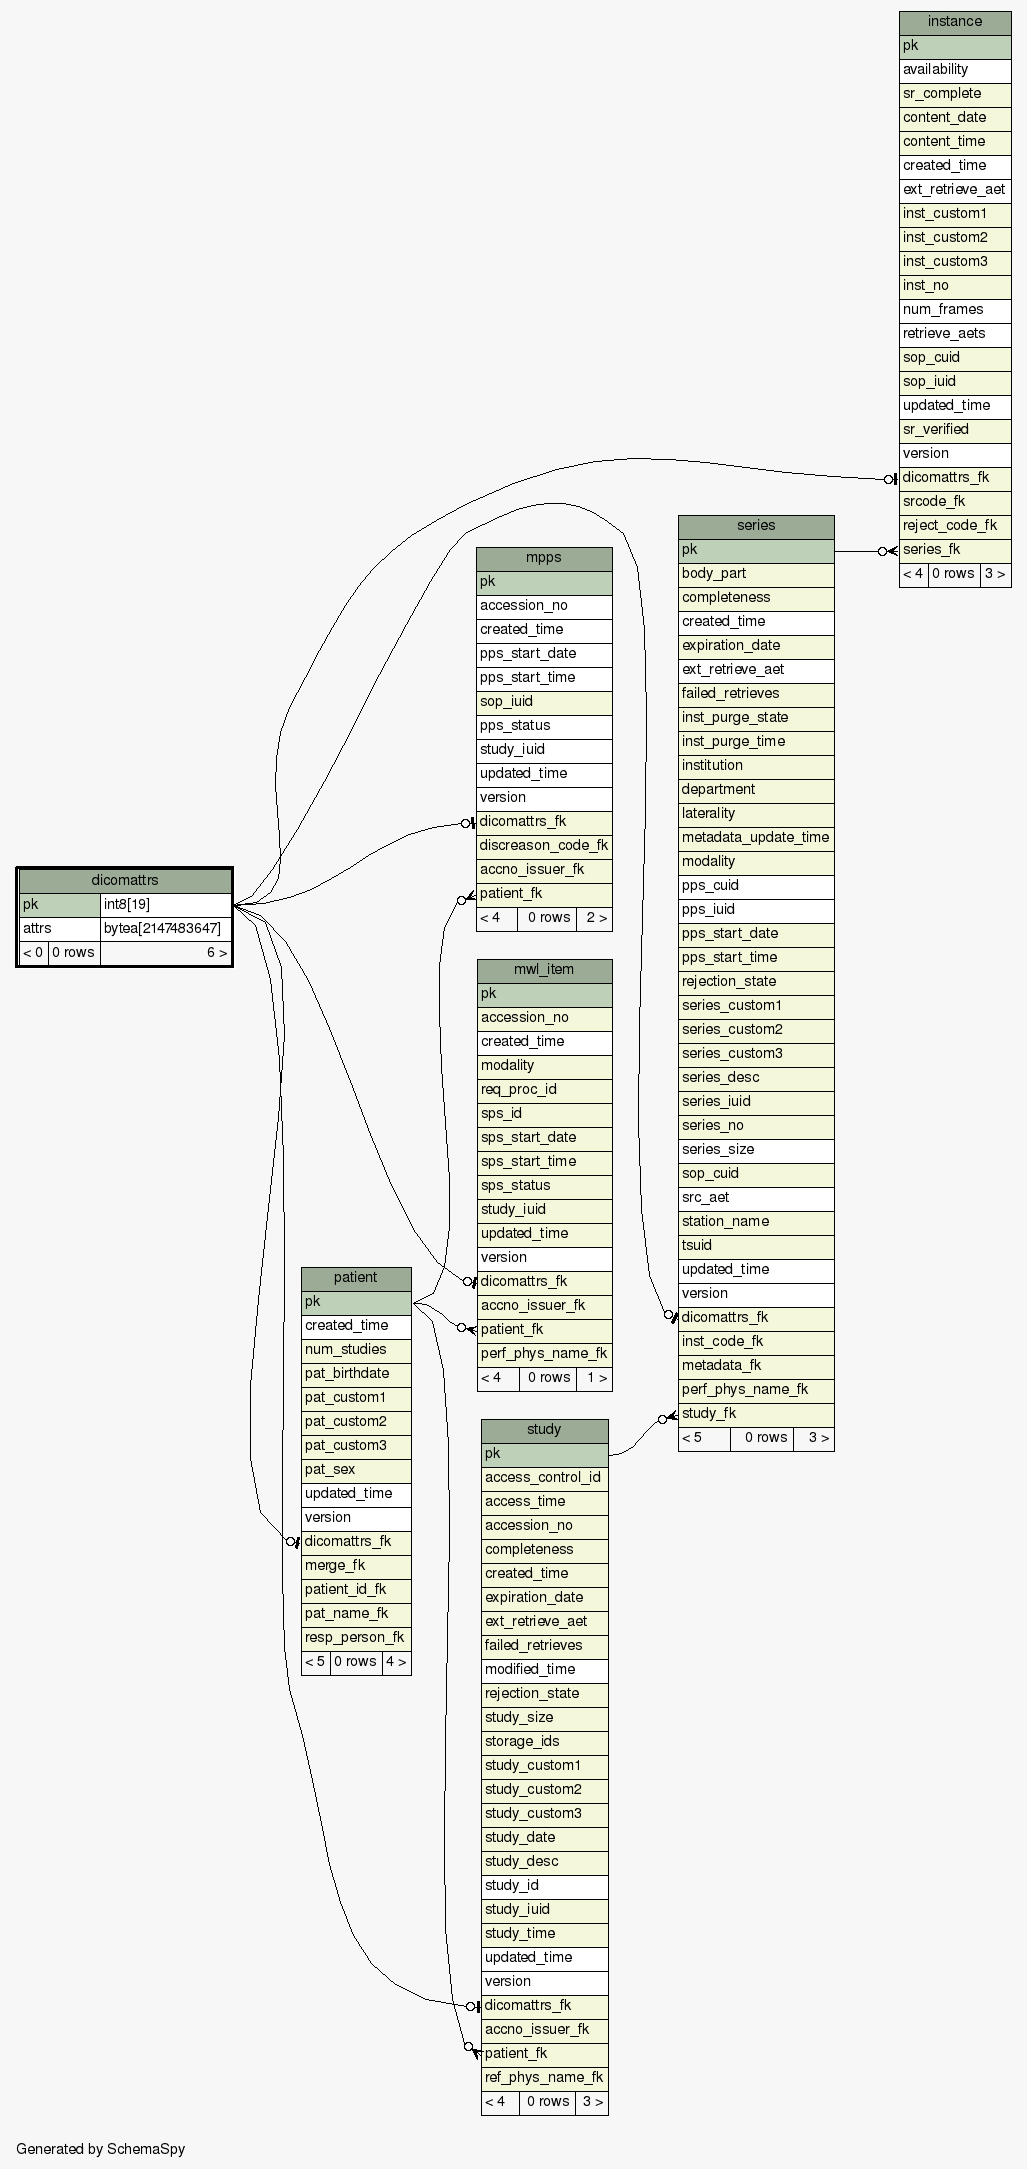 instance
pk
availability
sr_complete
content_date
content_time
created_time
ext_retrieve_aet
inst_custom1
inst_custom2
inst_custom3
inst_no
num_frames
retrieve_aets
sop_cuid
sop_iuid
updated_time
sr_verified
version
dicomattrs_fk
srcode_fk
reject_code_fk
series_fk
< 4 0 rows 3 >
series
pk
body_part
completeness
created_time
expiration_date
ext_retrieve_aet
failed_retrieves
inst_purge_state
inst_purge_time
institution
department
laterality
metadata_update_time
modality
pps_cuid
pps_iuid
pps_start_date
pps_start_time
rejection_state
series_custom1
series_custom2
series_custom3
series_desc
series_iuid
series_no
series_size
sop_cuid
src_aet
station_name
tsuid
updated_time
version
dicomattrs_fk
inst_code_fk
metadata_fk
perf_phys_name_fk
study_fk
< 5 0 rows 3 >
mpps
pk
accession_no
created_time
pps_start_date
pps_start_time
sop_iuid
pps_status
study_iuid
updated_time
version
dicomattrs_fk
discreason_code_fk
accno_issuer_fk
patient_fk
< 4 0 rows 2 >
dicomattrs
pk int8[19]
attrs bytea[2147483647]
< 0 0 rows 6 >
mwl_item
pk
accession_no
created_time
modality
req_proc_id
sps_id
sps_start_date
sps_start_time
sps_status
study_iuid
updated_time
version
dicomattrs_fk
accno_issuer_fk
patient_fk
perf_phys_name_fk
< 4 0 rows 1 >
patient
pk
created_time
num_studies
pat_birthdate
pat_custom1
pat_custom2
pat_custom3
pat_sex
updated_time
version
dicomattrs_fk
merge_fk
patient_id_fk
pat_name_fk
resp_person_fk
< 5 0 rows 4 >
study
pk
access_control_id
access_time
accession_no
completeness
created_time
expiration_date
ext_retrieve_aet
failed_retrieves
modified_time
rejection_state
study_size
storage_ids
study_custom1
study_custom2
study_custom3
study_date
study_desc
study_id
study_iuid
study_time
updated_time
version
dicomattrs_fk
accno_issuer_fk
patient_fk
ref_phys_name_fk
< 4 0 rows 3 >
Generated by SchemaSpy